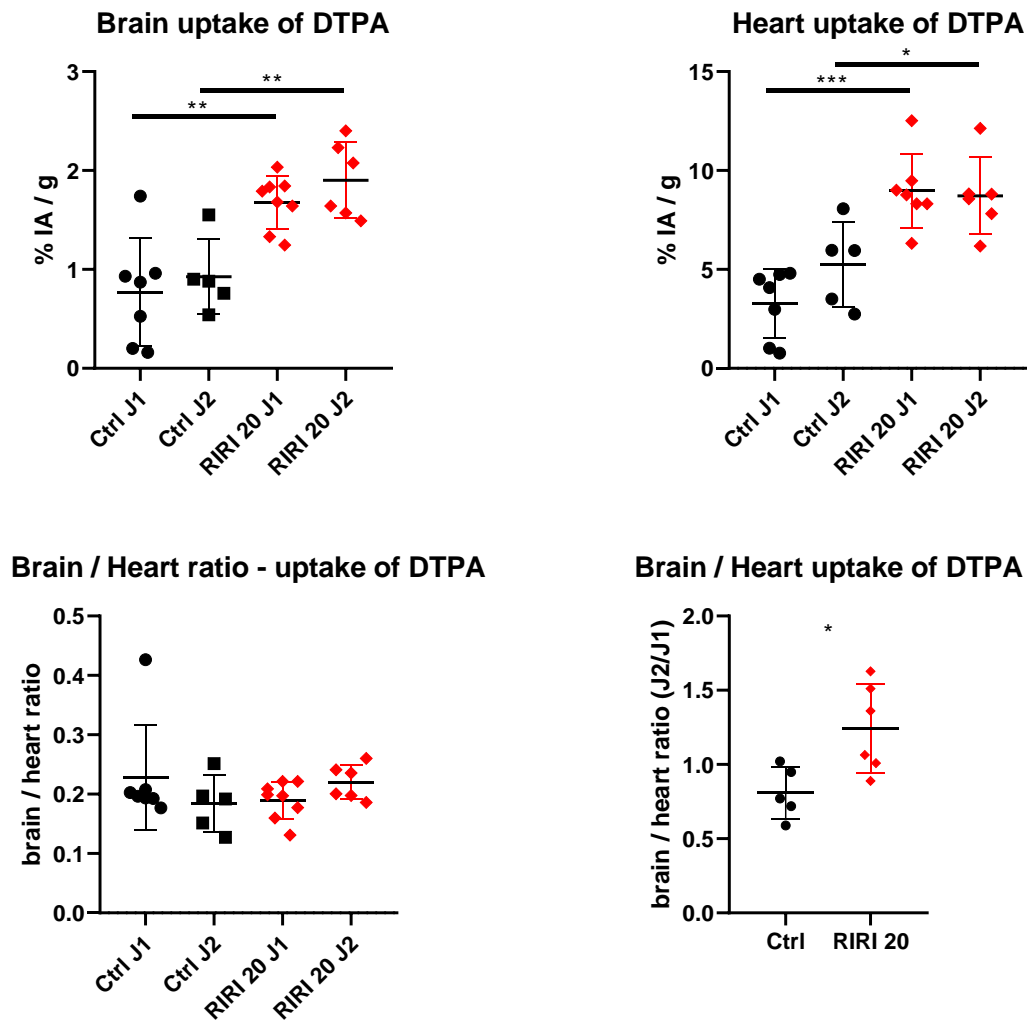 Brain uptake of DTPA
% IA / g
3
2
1
0
**
**
Ctrl J1
Ctrl J2
RIRI 20 J1
RIRI 20 J2
Heart uptake of DTPA
% IA / g
15
10
5
0
*
***
Ctrl J1
Ctrl J2
RIRI 20 J1
RIRI 20 J2
Brain / Heart ratio - uptake of DTPA
brain / heart ratio
0.5
0.4
0.3
0.2
0.1
0.0
Ctrl J1
Ctrl J2
RIRI 20 J1
RIRI 20 J2
Brain / Heart uptake of DTPA
brain / heart ratio (J2/J1)
2.0
1.5
1.0
0.5
0.0
*
Ctrl
RIRI 20